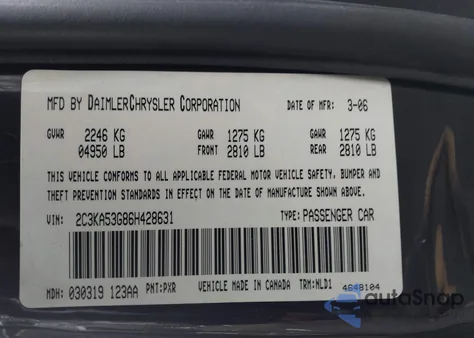 MFD BY DAIMLERCHRYSLER CORPORATION DATE OF MFR: 3-06
GVWR 2246 KG GAWR 1275 KG GAWR 1275 KG
04950 LB FRONT 2810 LB REAR 2810 LB
THIS VEHICLE CONFORMS TO ALL APPLICABLE FEDERAL MOTOR VEHICLE SAFETY, BUMPER AND
THEFT PREVENTION STANDARDS IN EFFECT ON THE DATE OF MANUFACTURE SHOWN ABOVE.
VIN: 2C3KA53G86H428631 TYPE: PASSENGER CAR
MDH: 030319 123AA PNT: PXR VEHICLE MADE IN CANADA TRM: NLD1 4648104
autoSnap